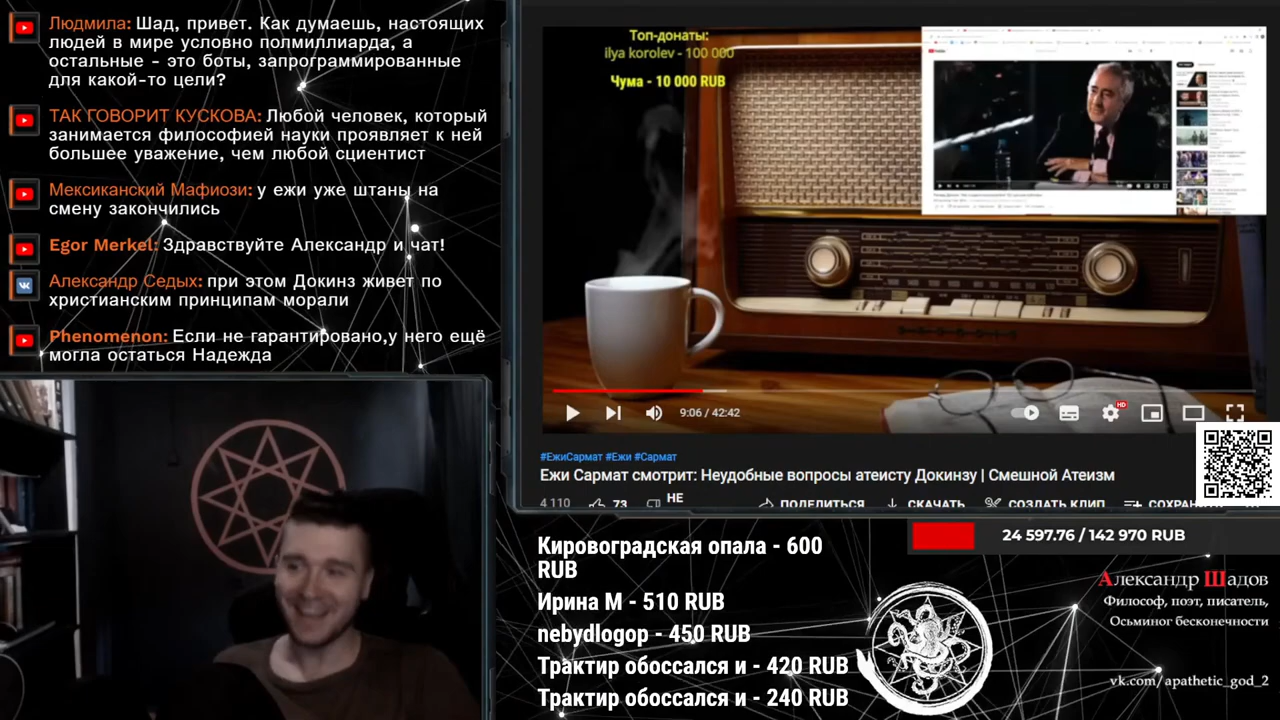 Людмила: Шад, привет. Как думаешь, настоящих
людей в мире условно полмиллиарда, а
остальные - это боты, запрограммированные
для какой-то цели?
ТАК ГОВОРИТ КУСКОВА: Любой человек, который
занимается философией науки проявляет к ней
большее уважение, чем любой сциентист
Мексиканский Мафиози: у ежи уже штаны на
смену закончились
Egor Merkel: Здравствуйте Александр и чат!
Александр Седых: при этом Докинз живет по
христианским принципам морали
Phenomenon: Если не гарантировано,у него ещё
могла остаться Надежда
Топ-донаты:
ilya korolev - 100 000
Чума - 10 000 RUB
9:06 / 42:42
HD
#ЕжиСармат #Ежи #Сармат
Ежи Сармат смотрит: Неудобные вопросы атеисту Докинзу | Смешной Атеизм
4 110
73
НЕ
ПОДЕЛИТЬСЯ
СКАЧАТЬ
СОЗДАТЬ КЛИП
24 597.76 / 142 970 RUB
Кировоградская опала - 600
RUB
Ирина М - 510 RUB
nebydlogop - 450 RUB
Трактир обоссался и - 420 RUB
Трактир обоссался и - 240 RUB
Александр Шадов
Философ, поэт, писатель,
Осьминог бесконечности
vk.com/apathetic_god_2